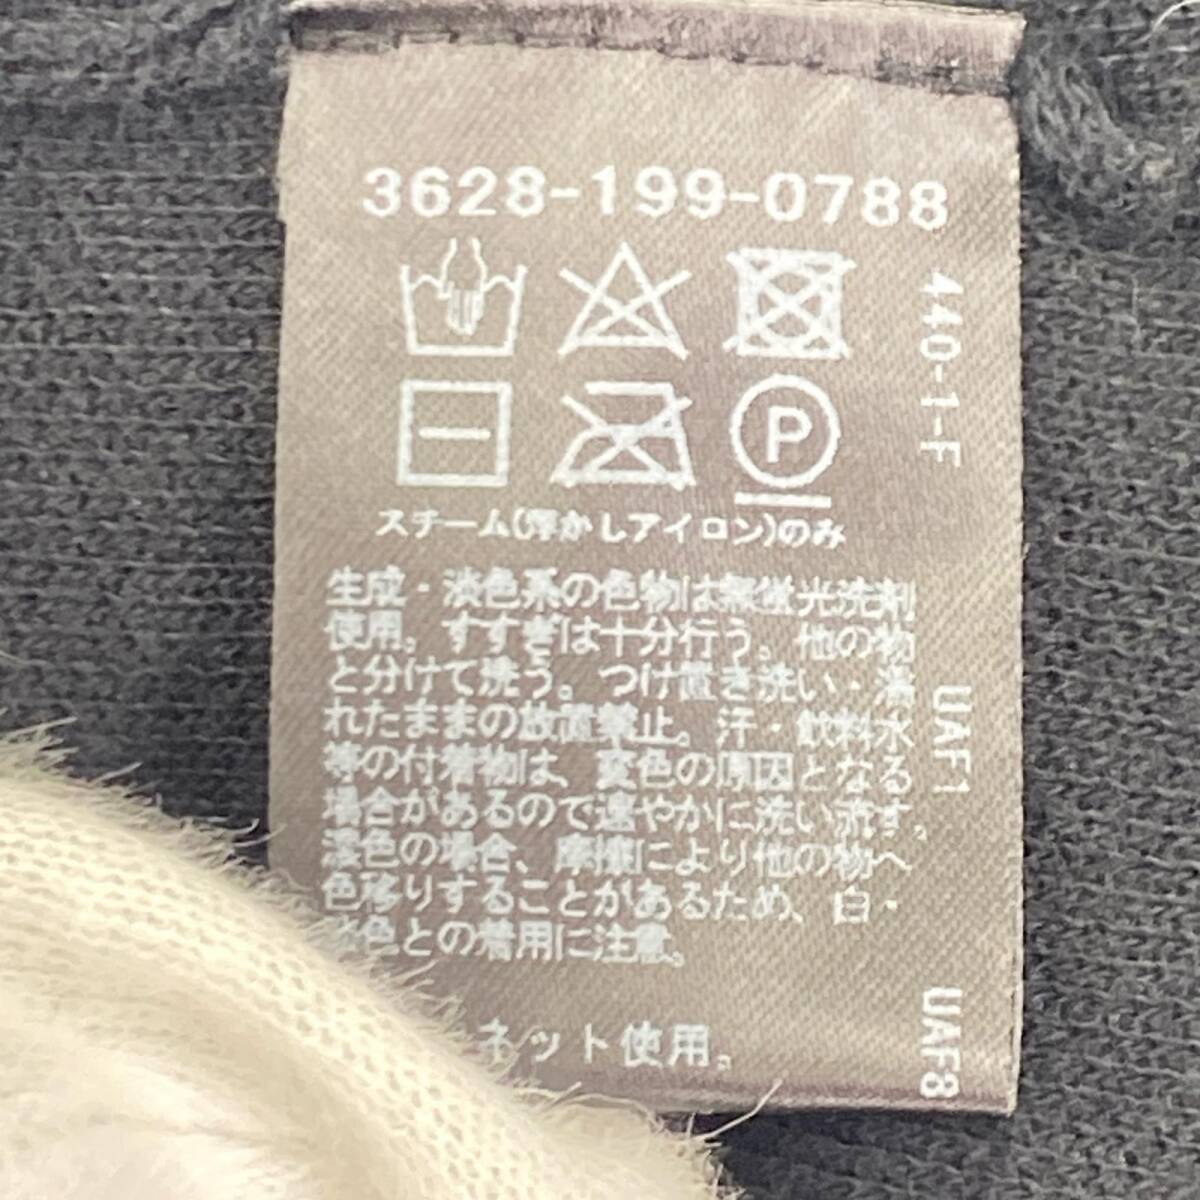 3628-199-0788
440-1-F
P
スチーム(浮かしアイロン)のみ
生成・淡色系の色物は無蛍光洗剤
使用。すすぎは十分行う。他の物
と分けて洗う。つけ置き洗い・濡
れたままの放置禁止。汗・飲料水
等の付着物は、変色の原因となる
場合があるので速やかに洗い流す。
濃色の場合、摩擦により他の物へ
色移りすることがあるため、白・
色との着用に注意。
ネット使用。
UAF1
UAF8